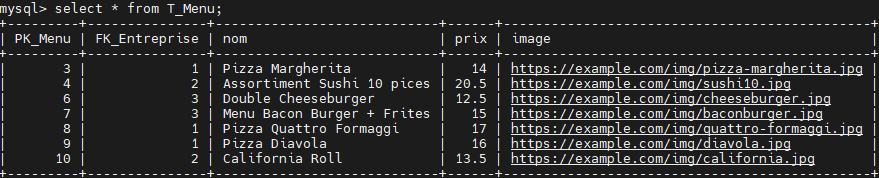 mysql> select * from T_Menu;
+---------+---------------+----------------------------+------+-----------------------------------------------+
| PK_Menu | FK_Entreprise | nom                        | prix | image                                         |
+---------+---------------+----------------------------+------+-----------------------------------------------+
|       3 |             1 | Pizza Margherita           |   14 | https://example.com/img/pizza-margherita.jpg  |
|       4 |             2 | Assortiment Sushi 10 pices | 20.5 | https://example.com/img/sushi10.jpg           |
|       6 |             3 | Double Cheeseburger        | 12.5 | https://example.com/img/cheeseburger.jpg      |
|       7 |             3 | Menu Bacon Burger + Frites |   15 | https://example.com/img/baconburger.jpg       |
|       8 |             1 | Pizza Quattro Formaggi     |   17 | https://example.com/img/quattro-formaggi.jpg  |
|       9 |             1 | Pizza Diavola              |   16 | https://example.com/img/diavola.jpg           |
|      10 |             2 | California Roll            | 13.5 | https://example.com/img/california.jpg        |
+---------+---------------+----------------------------+------+-----------------------------------------------+